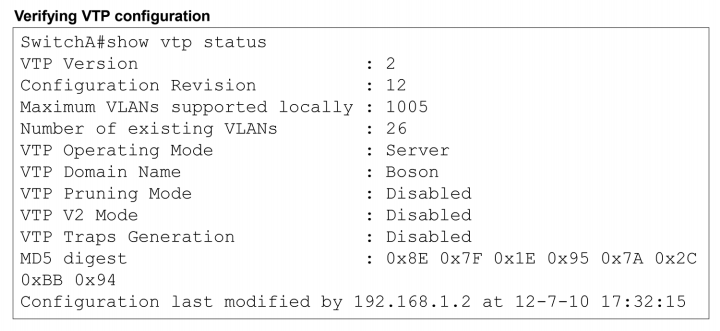 Verifying VTP configuration
SwitchA#show vtp status
VTP Version                     : 2
Configuration Revision          : 12
Maximum VLANs supported locally : 1005
Number of existing VLANs        : 26
VTP Operating Mode              : Server
VTP Domain Name                 : Boson
VTP Pruning Mode                : Disabled
VTP V2 Mode                     : Disabled
VTP Traps Generation            : Disabled
MD5 digest                      : 0x8E 0x7F 0x1E 0x95 0x7A 0x2C
0xBB 0x94
Configuration last modified by 192.168.1.2 at 12-7-10 17:32:15